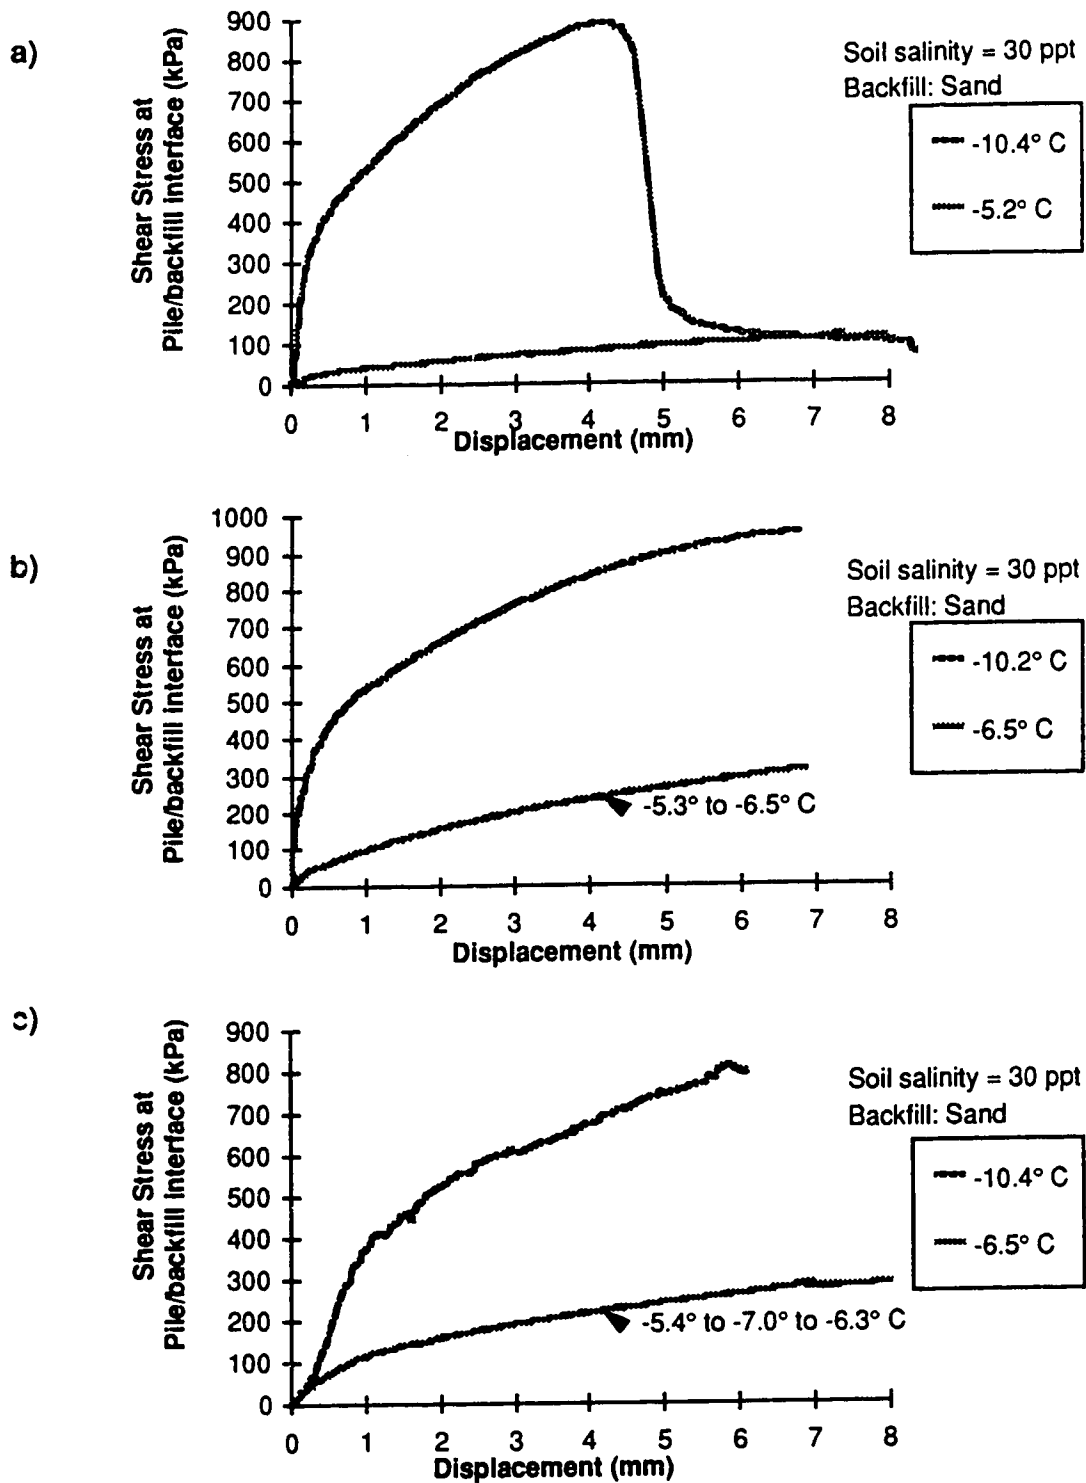 a)
Shear Stress at
Pile/backfill interface (kPa)
900
800
700
600
500
400
300
200
100
0
0 1 2 3 4 5 6 7 8
Displacement (mm)
Soil salinity = 30 ppt
Backfill: Sand
-10.4° C
-5.2° C
b)
Shear Stress at
Pile/backfill interface (kPa)
1000
900
800
700
600
500
400
300
200
100
0
0 1 2 3 4 5 6 7 8
Displacement (mm)
-5.3° to -6.5° C
Soil salinity = 30 ppt
Backfill: Sand
-10.2° C
-6.5° C
c)
Shear Stress at
Pile/backfill interface (kPa)
900
800
700
600
500
400
300
200
100
0
0 1 2 3 4 5 6 7 8
Displacement (mm)
-5.4° to -7.0° to -6.3° C
Soil salinity = 30 ppt
Backfill: Sand
-10.4° C
-6.5° C